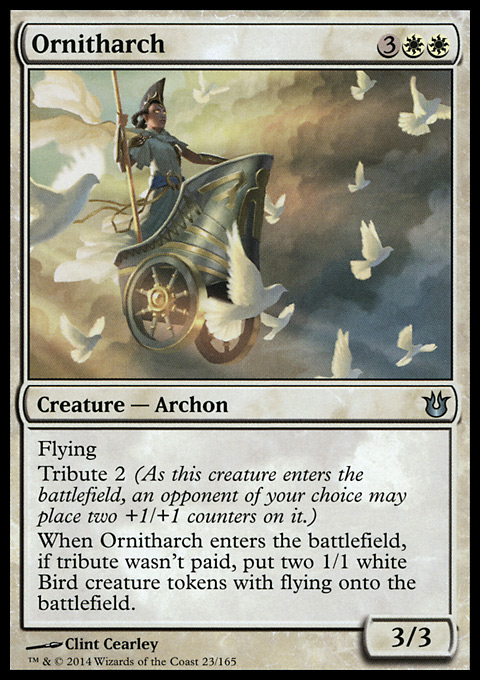 Ornitharch 3
Creature — Archon
Flying
Tribute 2 (As this creature enters the
battlefield, an opponent of your choice may
place two +1/+1 counters on it.)
When Ornitharch enters the battlefield,
if tribute wasn't paid, put two 1/1 white
Bird creature tokens with flying onto the
battlefield.
Clint Cearley
3/3
™ & © 2014 Wizards of the Coast 23/165